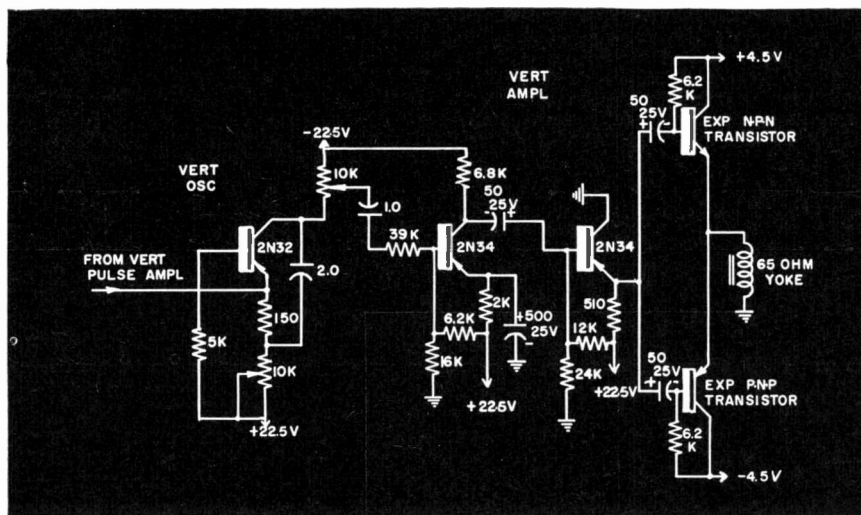 +4.5V
VERT
AMPL
6.2
K
50
25V
+ -
EXP N-P-N
TRANSISTOR
-22.5V
VERT
OSC
10K
6.8K
50
25V
- +
1.0
2N32
39K
2N34
2N34
FROM VERT
PULSE AMPL
2.0
65 OHM
YOKE
150
2K
510
5K
6.2K
+500
25V
-
12K
10K
16K
24K
+22.5V
+22.5V
+22.5V
50
25V
+ -
EXP P-N-P
TRANSISTOR
6.2
K
-4.5V